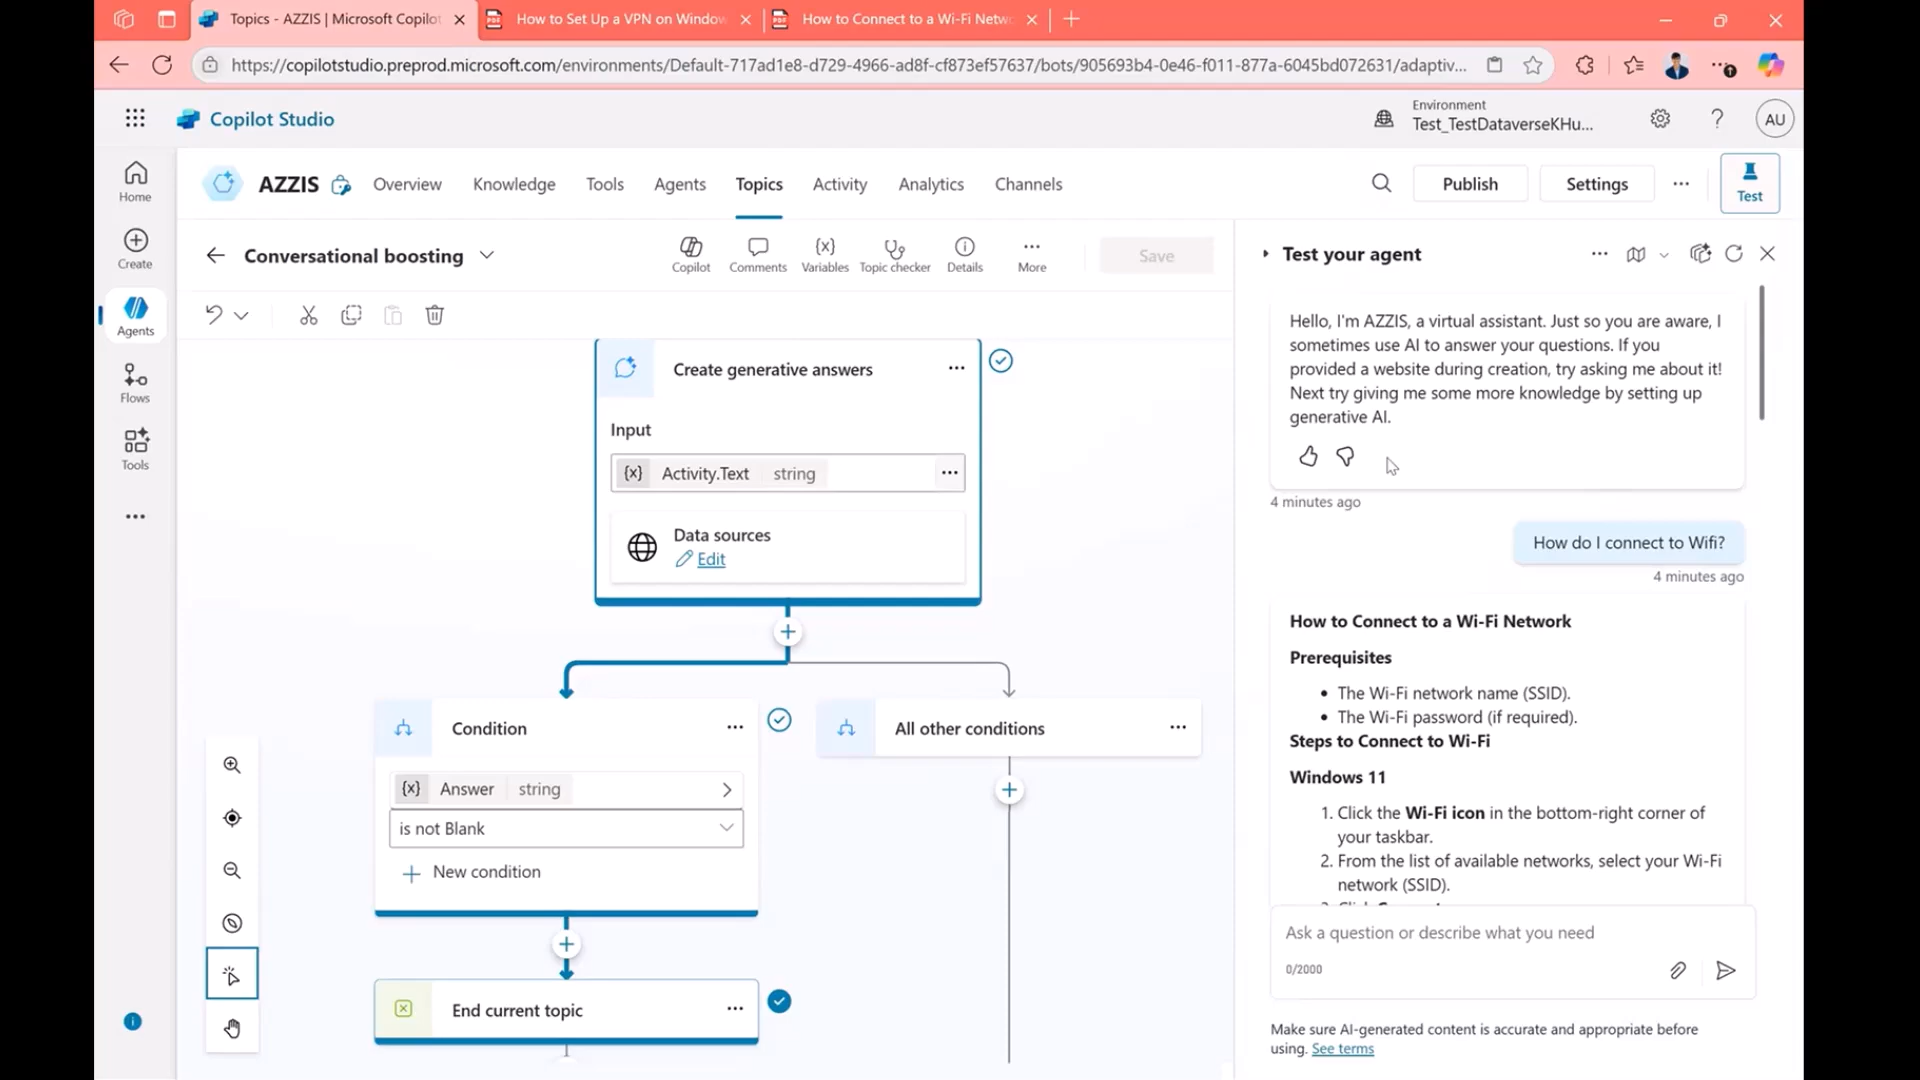 Topics - AZZIS | Microsoft Copilot
How to Set Up a VPN on Window
How to Connect to a Wi-Fi Netw
https://copilotstudio.preprod.microsoft.com/environments/Default-717ad1e8-d729-4966-ad8f-cf873ef57637/bots/905693b4-0e46-f011-877a-6045bd072631/adaptiv...
Copilot Studio
Environment
Test_TestDataverseKHu...
AU
Home
Create
Agents
Flows
Tools
AZZIS
Overview
Knowledge
Tools
Agents
Topics
Activity
Analytics
Channels
Publish
Settings
Test
Conversational boosting
Copilot
Comments
Variables
Topic checker
Details
More
Save
Create generative answers
Input
{x} Activity.Text string
Data sources
Edit
Condition
{x} Answer string
is not Blank
New condition
End current topic
All other conditions
Test your agent
Hello, I'm AZZIS, a virtual assistant. Just so you are aware, I
sometimes use AI to answer your questions. If you
provided a website during creation, try asking me about it!
Next try giving me some more knowledge by setting up
generative AI.
4 minutes ago
How do I connect to Wifi?
4 minutes ago
How to Connect to a Wi-Fi Network
Prerequisites
• The Wi-Fi network name (SSID).
• The Wi-Fi password (if required).
Steps to Connect to Wi-Fi
Windows 11
1. Click the Wi-Fi icon in the bottom-right corner of
your taskbar.
2. From the list of available networks, select your Wi-Fi
network (SSID).
Ask a question or describe what you need
0/2000
Make sure AI-generated content is accurate and appropriate before
using. See terms